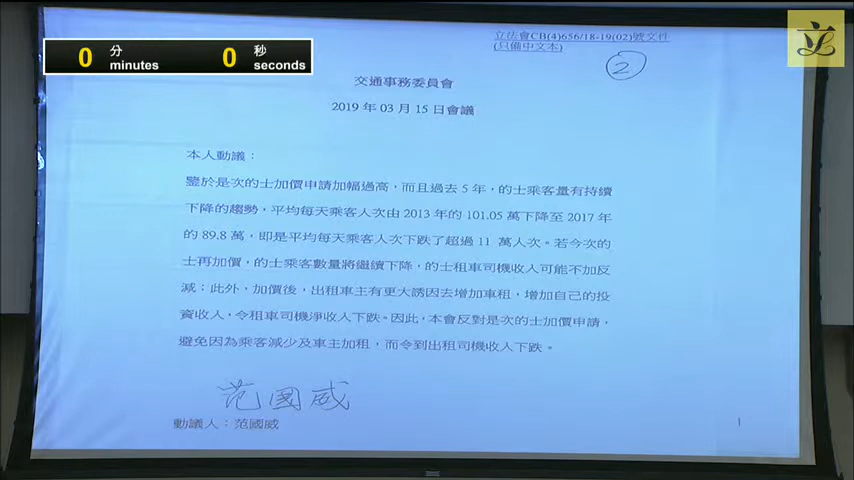 立法會CB(4)656/18-19(02)號文件
(只備中文本)
2
0 分 minutes 0 秒 seconds
交通事務委員會
2019 年 03 月 15 日會議
本人動議：
鑒於是次的士加價申請加幅過高，而且過去 5 年，的士乘客量有持續
下降的趨勢，平均每天乘客人次由 2013 年的 101.05 萬下降至 2017 年
的 89.8 萬，即是平均每天乘客人次下跌了超過 11 萬人次。若今次的
士再加價，的士乘客數量將繼續下降，的士租車司機收入可能不加反
減；此外，加價後，出租車主有更大誘因去增加車租，增加自己的投
資收入，令租車司機淨收入下跌。因此，本會反對是次的士加價申請，
避免因為乘客減少及車主加租，而令到出租司機收入下跌。
范國威
動議人：范國威
1